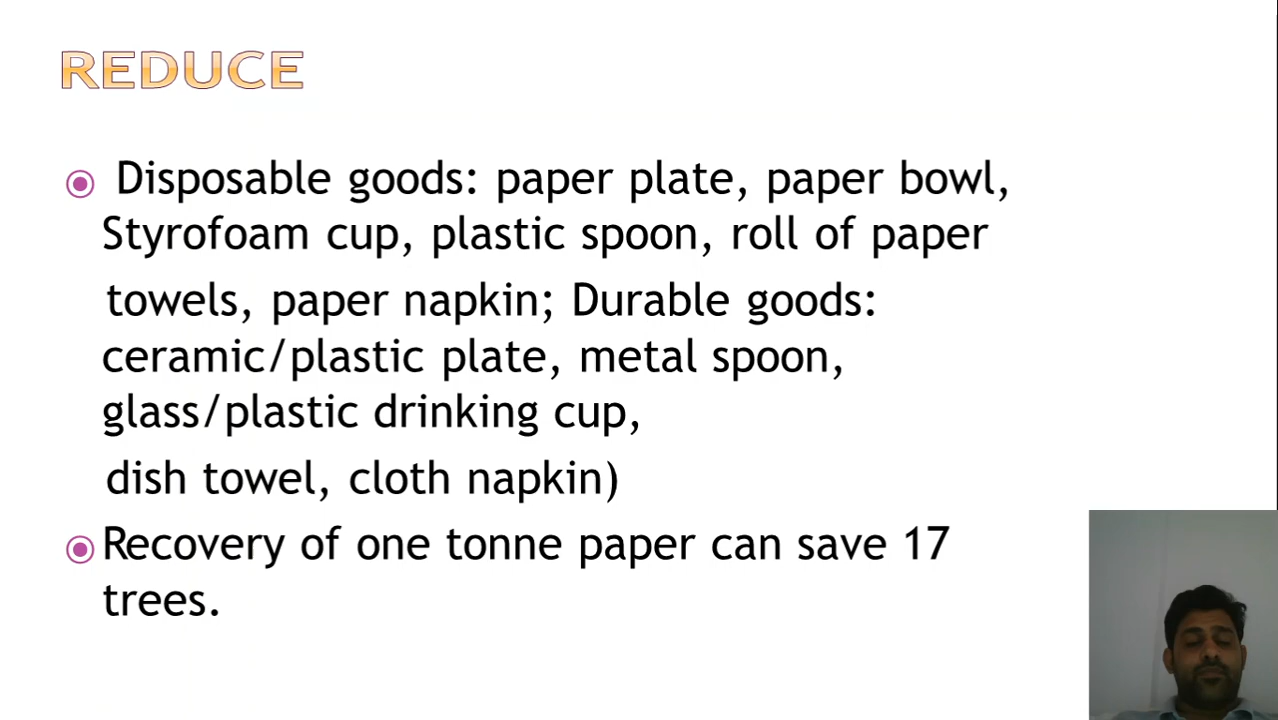 REDUCE
Disposable goods: paper plate, paper bowl,
Styrofoam cup, plastic spoon, roll of paper
towels, paper napkin; Durable goods:
ceramic/plastic plate, metal spoon,
glass/plastic drinking cup,
dish towel, cloth napkin)
Recovery of one tonne paper can save 17
trees.